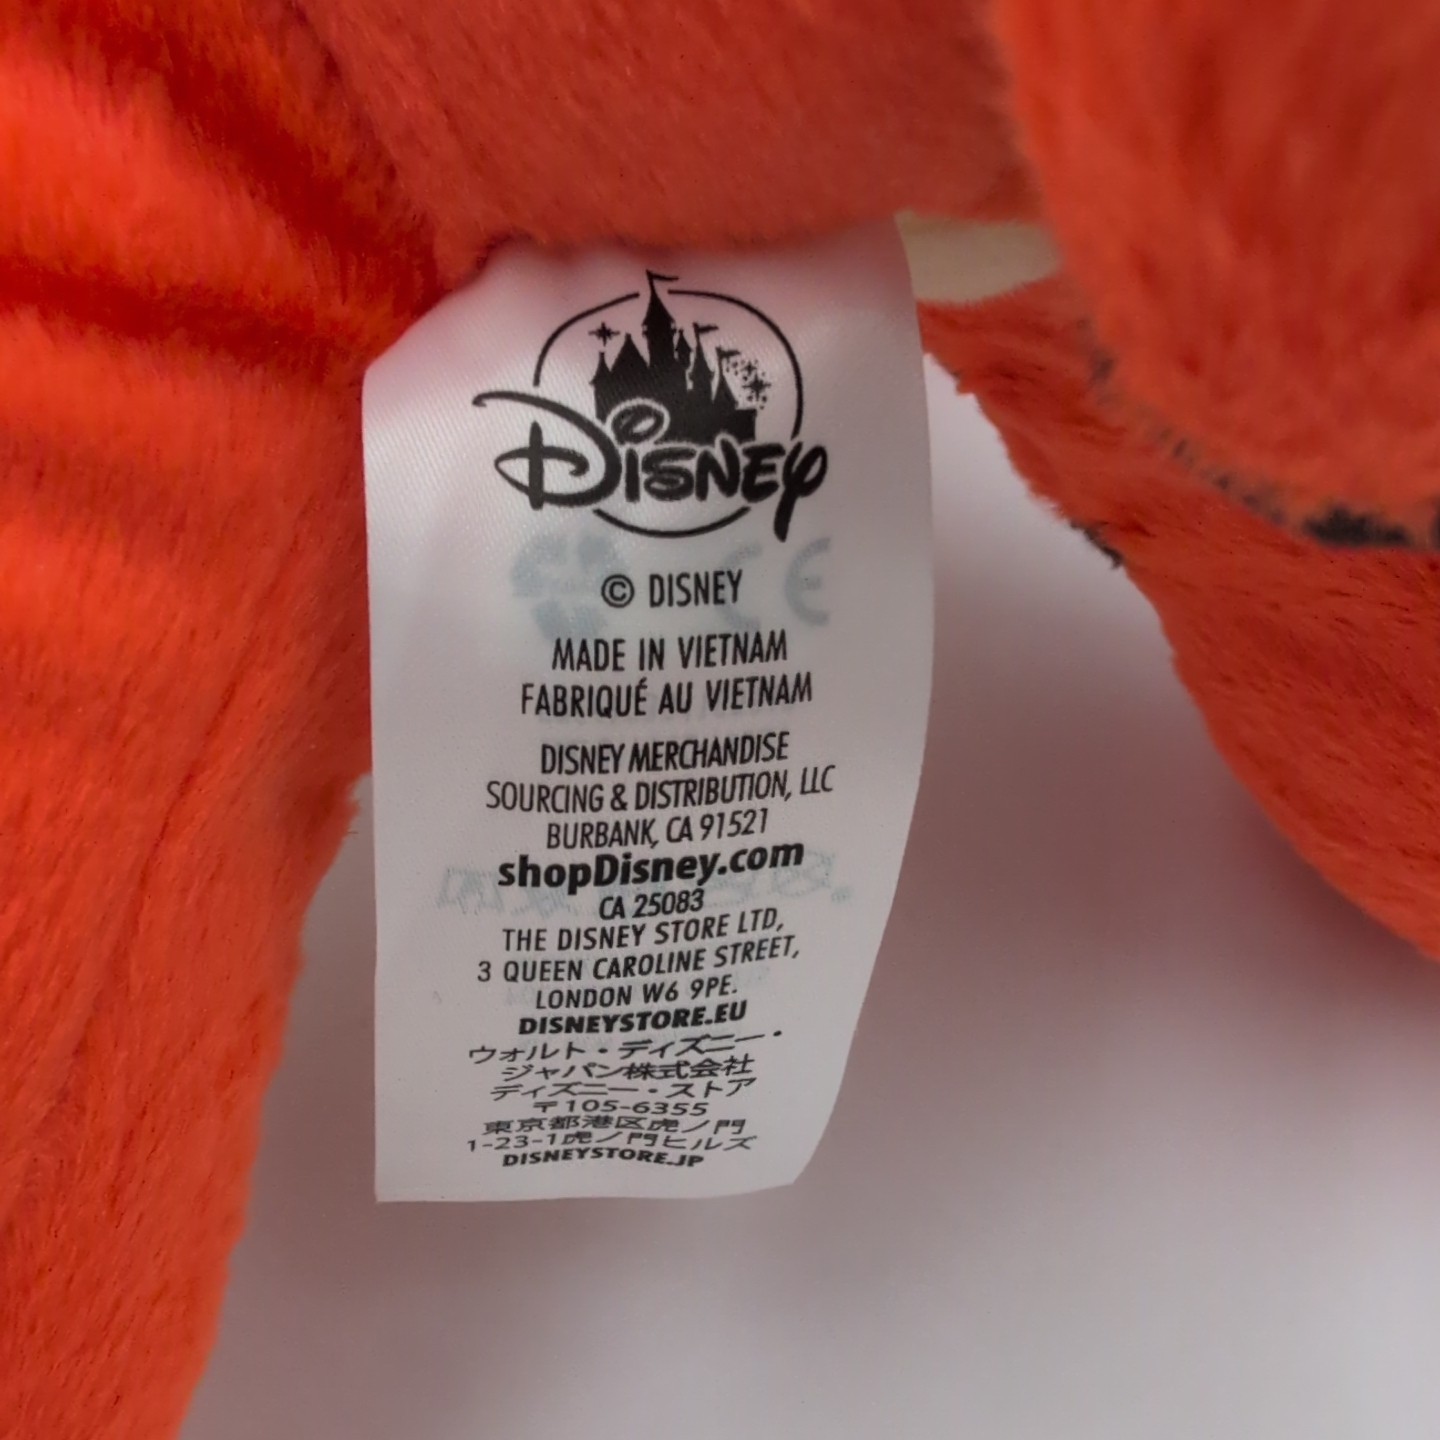 Disney
© DISNEY
MADE IN VIETNAM
FABRIQUÉ AU VIETNAM
DISNEY MERCHANDISE
SOURCING & DISTRIBUTION, LLC
BURBANK, CA 91521
shopDisney.com
CA 25083
THE DISNEY STORE LTD,
3 QUEEN CAROLINE STREET,
LONDON W6 9PE.
DISNEYSTORE.EU
ウォルト・ディズニー・
ジャパン株式会社
ディズニー・ストア
〒105-6355
東京都港区虎ノ門
1-23-1虎ノ門ヒルズ
DISNEYSTORE.JP